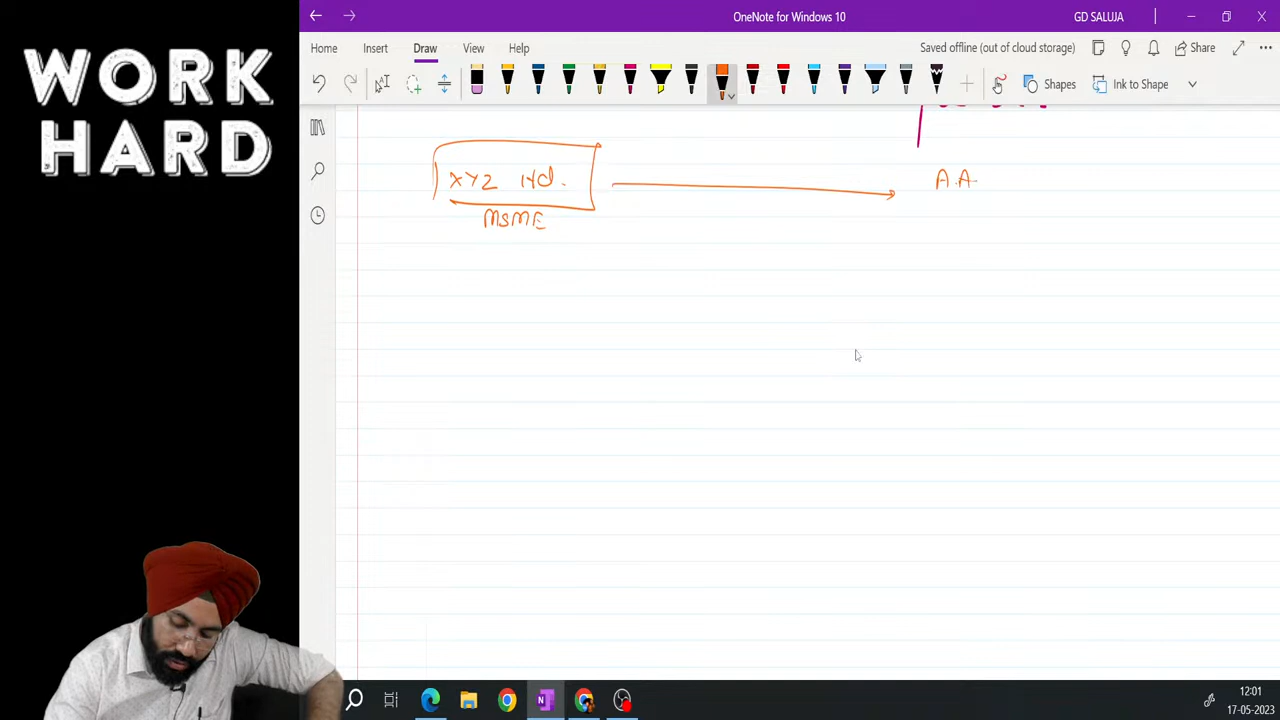 WORK
HARD
OneNote for Windows 10
GD SALUJA
Home Insert Draw View Help
Saved offline (out of cloud storage)
Share
Shapes
Ink to Shape
XYZ ltd.
A.A
MSME
12:01
17-05-2023